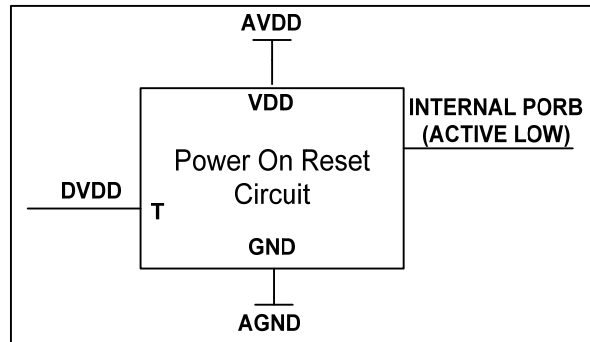 AVDD
VDD
INTERNAL PORB
(ACTIVE LOW)
Power On Reset
Circuit
DVDD
T
GND
AGND